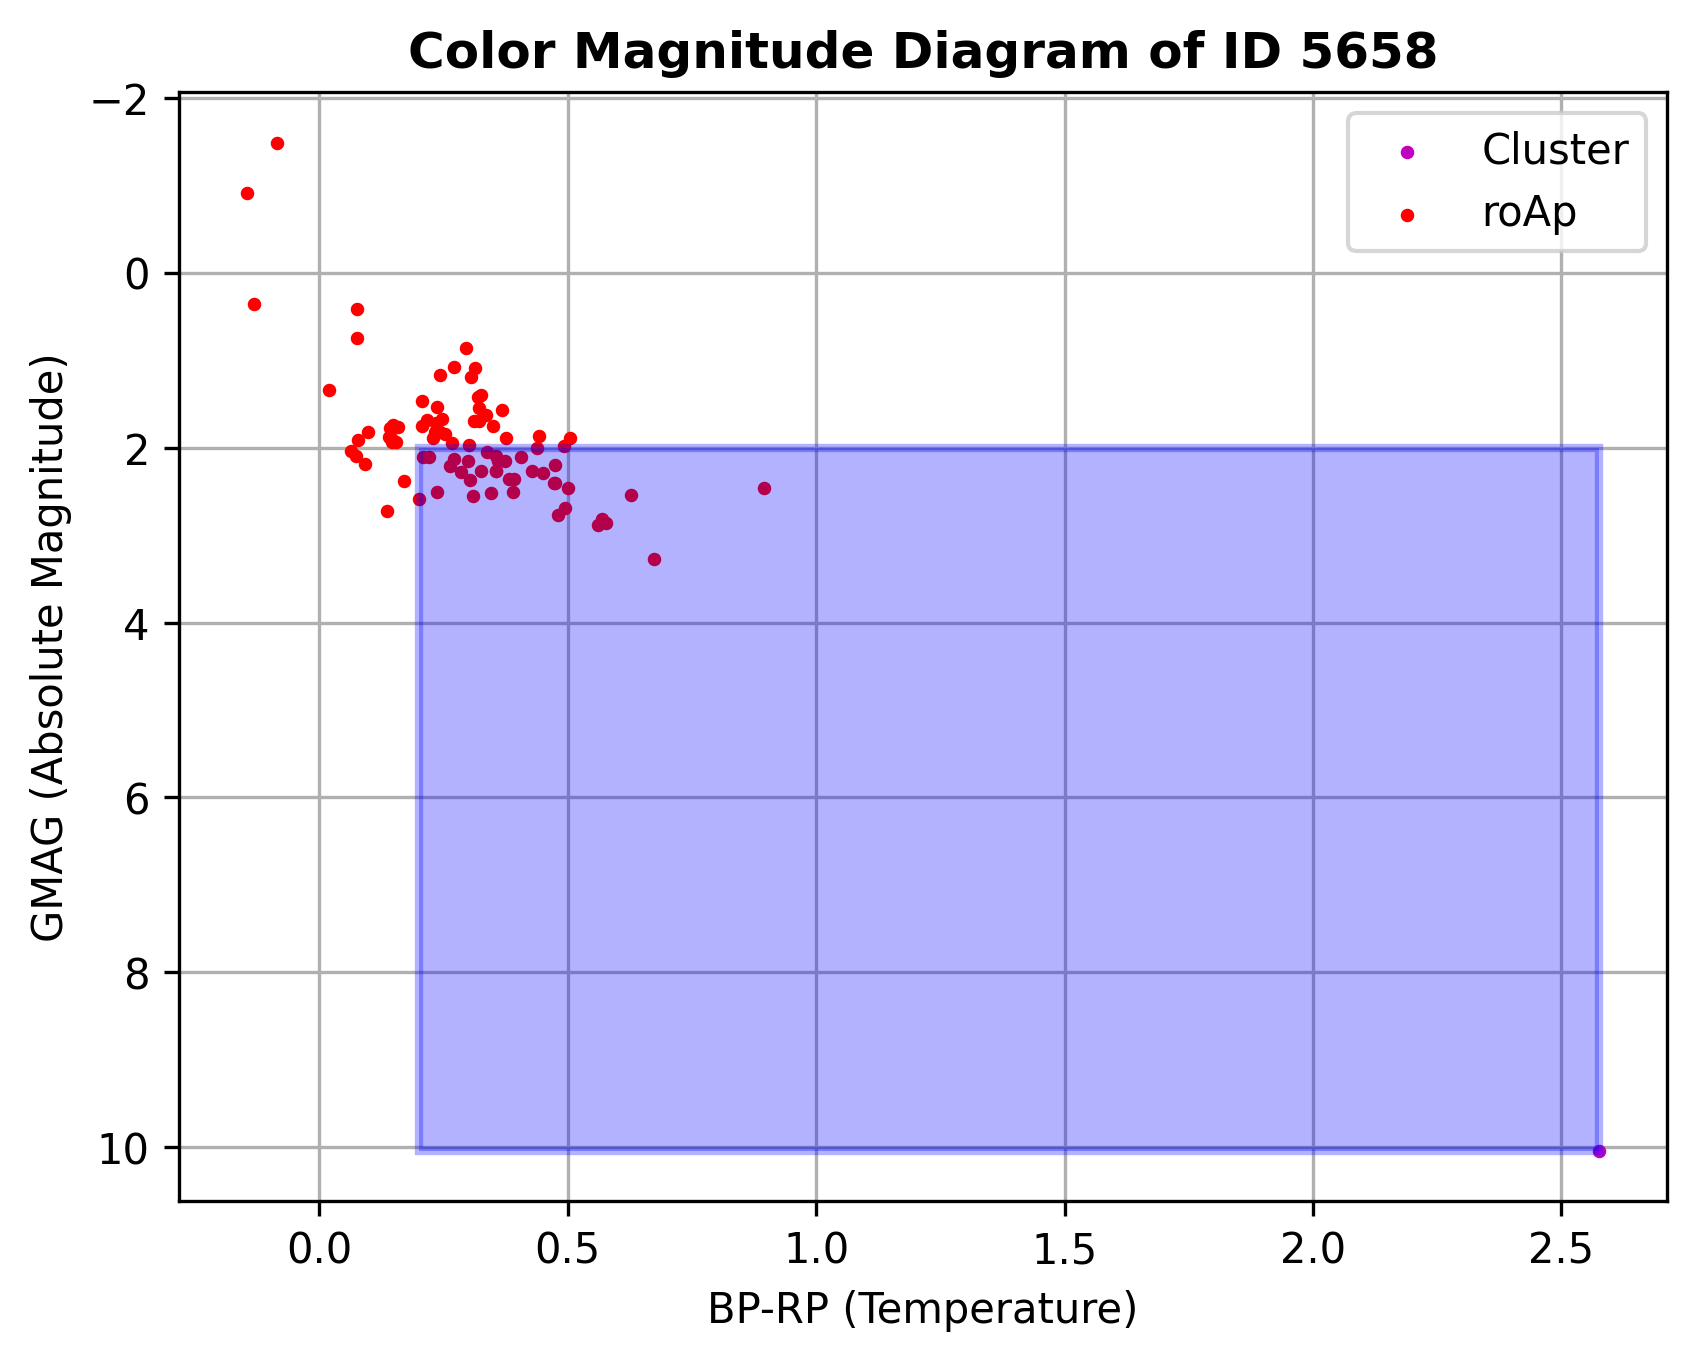 Color Magnitude Diagram of ID 5658
Cluster
roAp
GMAG (Absolute Magnitude)
−2
0
2
4
6
8
10
0.0 0.5 1.0 1.5 2.0 2.5
BP-RP (Temperature)